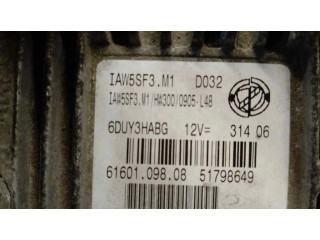 IAW5SF3.M1 D032
IAW5SF3.M1/HW300/0905-L48
6DUY3HABG 12V= 314 06
61601.098.08 51798649